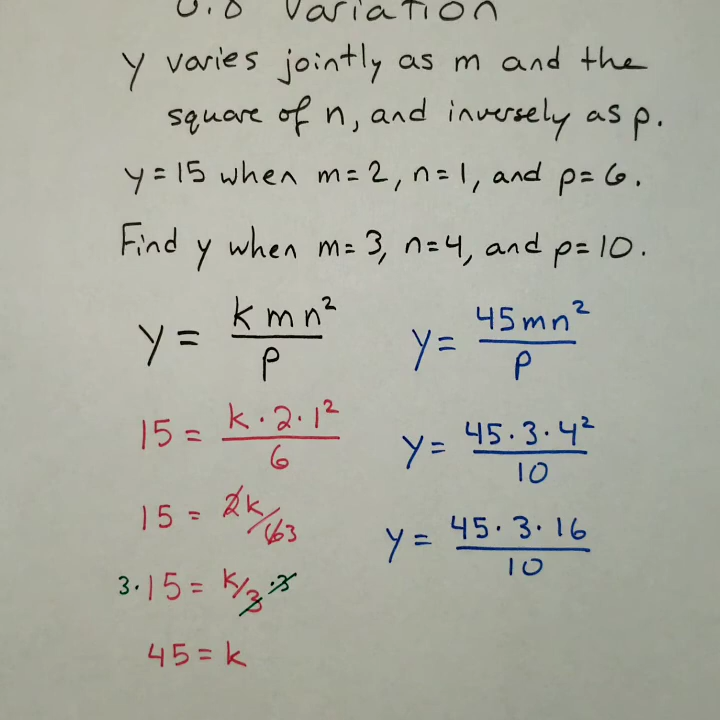 Variation
y varies jointly as m and the
square of n, and inversely as p.
y=15 when m=2, n=1, and p=6.
Find y when m=3, n=4, and p=10.
y = kmn²/p
15 = k·2·1²/6
15 = 2k/63
3·15 = k/3·3
45 = k
y = 45mn²/p
y = 45·3·4²/10
y = 45·3·16/10